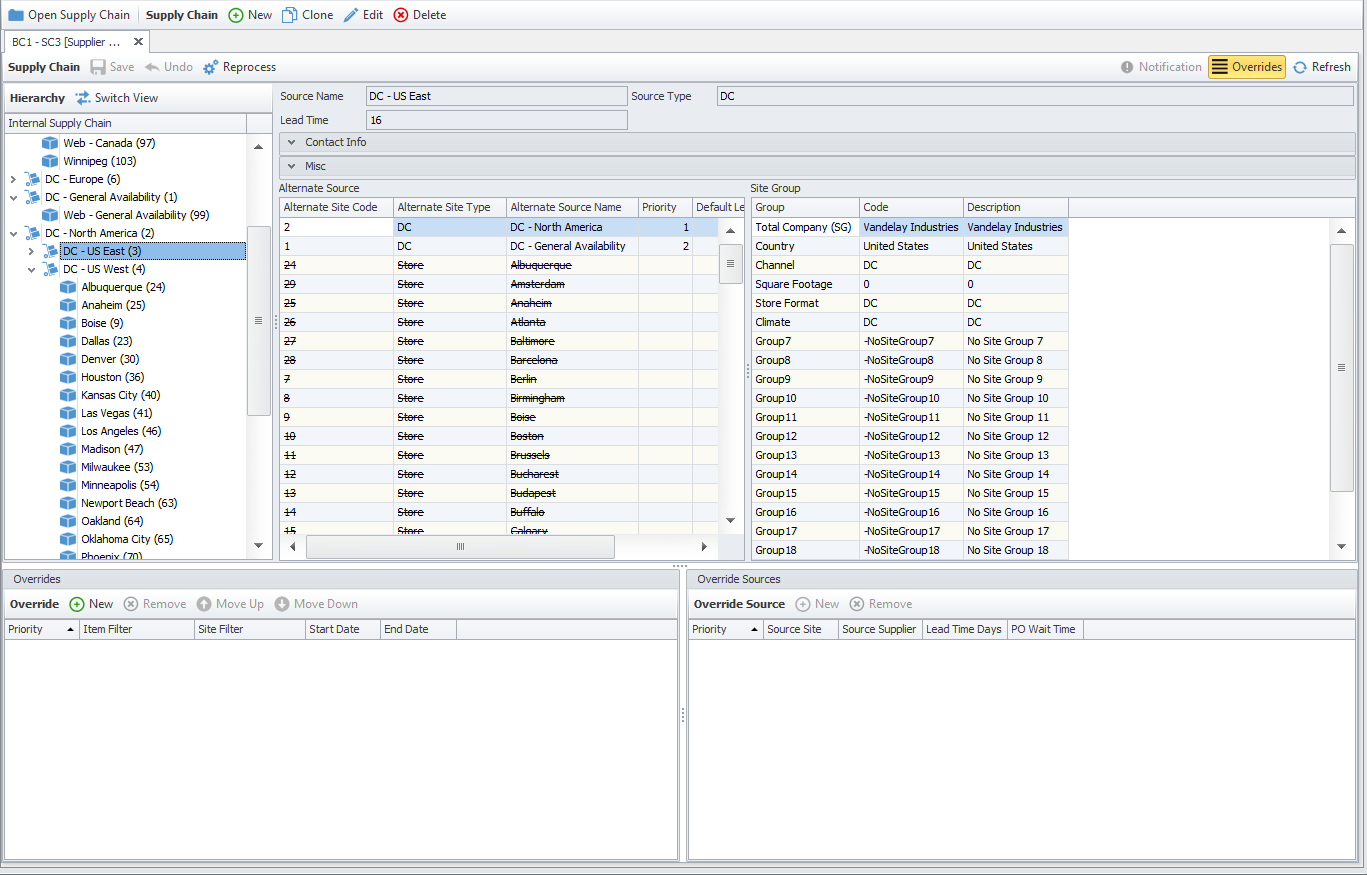 Open Supply Chain Supply Chain New Clone Edit Delete
BC1 - SC3 [Supplier ...
Supply Chain Save Undo Reprocess Notification Overrides Refresh
Hierarchy Switch View
Internal Supply Chain
Web - Canada (97)
Winnipeg (103)
DC - Europe (6)
DC - General Availability (1)
Web - General Availability (99)
DC - North America (2)
DC - US East (3)
DC - US West (4)
Albuquerque (24)
Anaheim (25)
Boise (9)
Dallas (23)
Denver (30)
Houston (36)
Kansas City (40)
Las Vegas (41)
Los Angeles (46)
Madison (47)
Milwaukee (53)
Minneapolis (54)
Newport Beach (63)
Oakland (64)
Oklahoma City (65)
Phoenix (70)
Source Name DC - US East Source Type DC
Lead Time 16
Contact Info
Misc
Alternate Source
Alternate Site Code Alternate Site Type Alternate Source Name Priority Default Le
2 DC DC - North America 1
1 DC DC - General Availability 2
24 Store Albuquerque
29 Store Amsterdam
25 Store Anaheim
26 Store Atlanta
27 Store Baltimore
28 Store Barcelona
7 Store Berlin
8 Store Birmingham
9 Store Boise
10 Store Boston
11 Store Brussels
12 Store Bucharest
13 Store Budapest
14 Store Buffalo
15 Store Calgary
Site Group
Group Code Description
Total Company (SG) Vandelay Industries Vandelay Industries
Country United States United States
Channel DC DC
Square Footage 0 0
Store Format DC DC
Climate DC DC
Group7 -NoSiteGroup7 No Site Group 7
Group8 -NoSiteGroup8 No Site Group 8
Group9 -NoSiteGroup9 No Site Group 9
Group10 -NoSiteGroup10 No Site Group 10
Group11 -NoSiteGroup11 No Site Group 11
Group12 -NoSiteGroup12 No Site Group 12
Group13 -NoSiteGroup13 No Site Group 13
Group14 -NoSiteGroup14 No Site Group 14
Group15 -NoSiteGroup15 No Site Group 15
Group16 -NoSiteGroup16 No Site Group 16
Group17 -NoSiteGroup17 No Site Group 17
Group18 -NoSiteGroup18 No Site Group 18
Overrides
Override New Remove Move Up Move Down
Priority Item Filter Site Filter Start Date End Date
Override Sources
Override Source New Remove
Priority Source Site Source Supplier Lead Time Days PO Wait Time